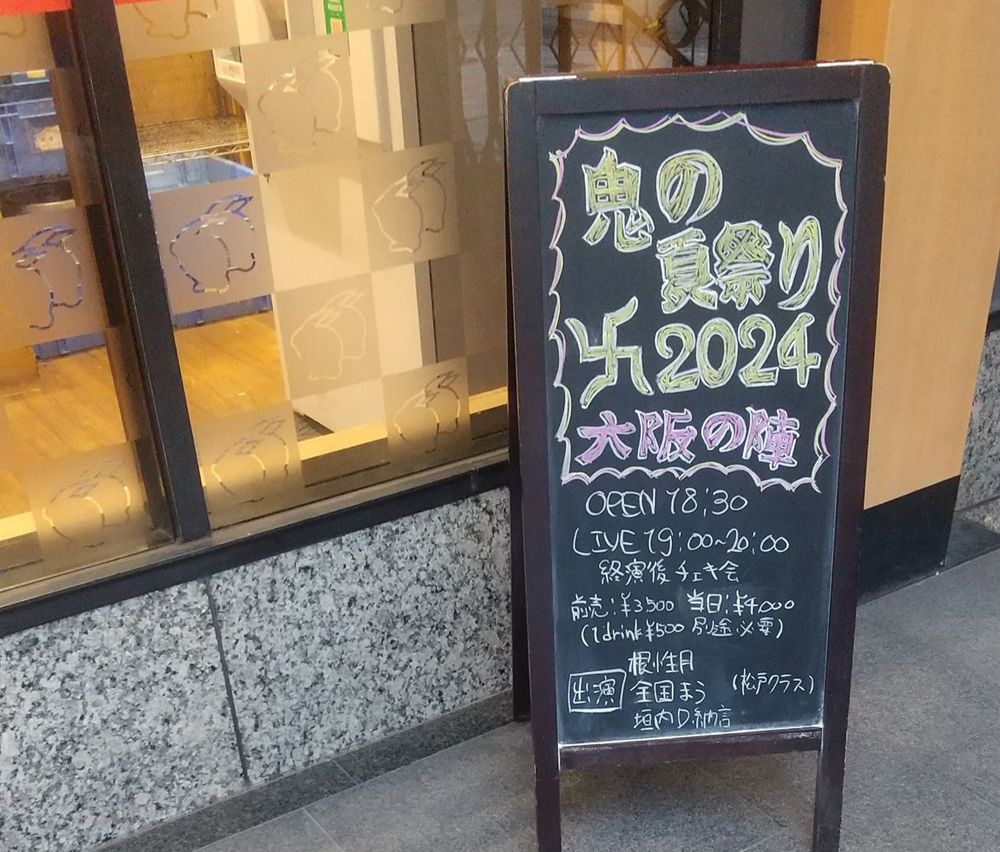 鬼の
夏祭り
卐2024
大阪の陣
OPEN 18:30
LIVE 19:00~20:00
終演後チェキ会
前売:¥3500 当日:¥4000
(1drink¥500 別途必要)
根性月
出演 全国まう (松戸クラス)
垣内D.納言